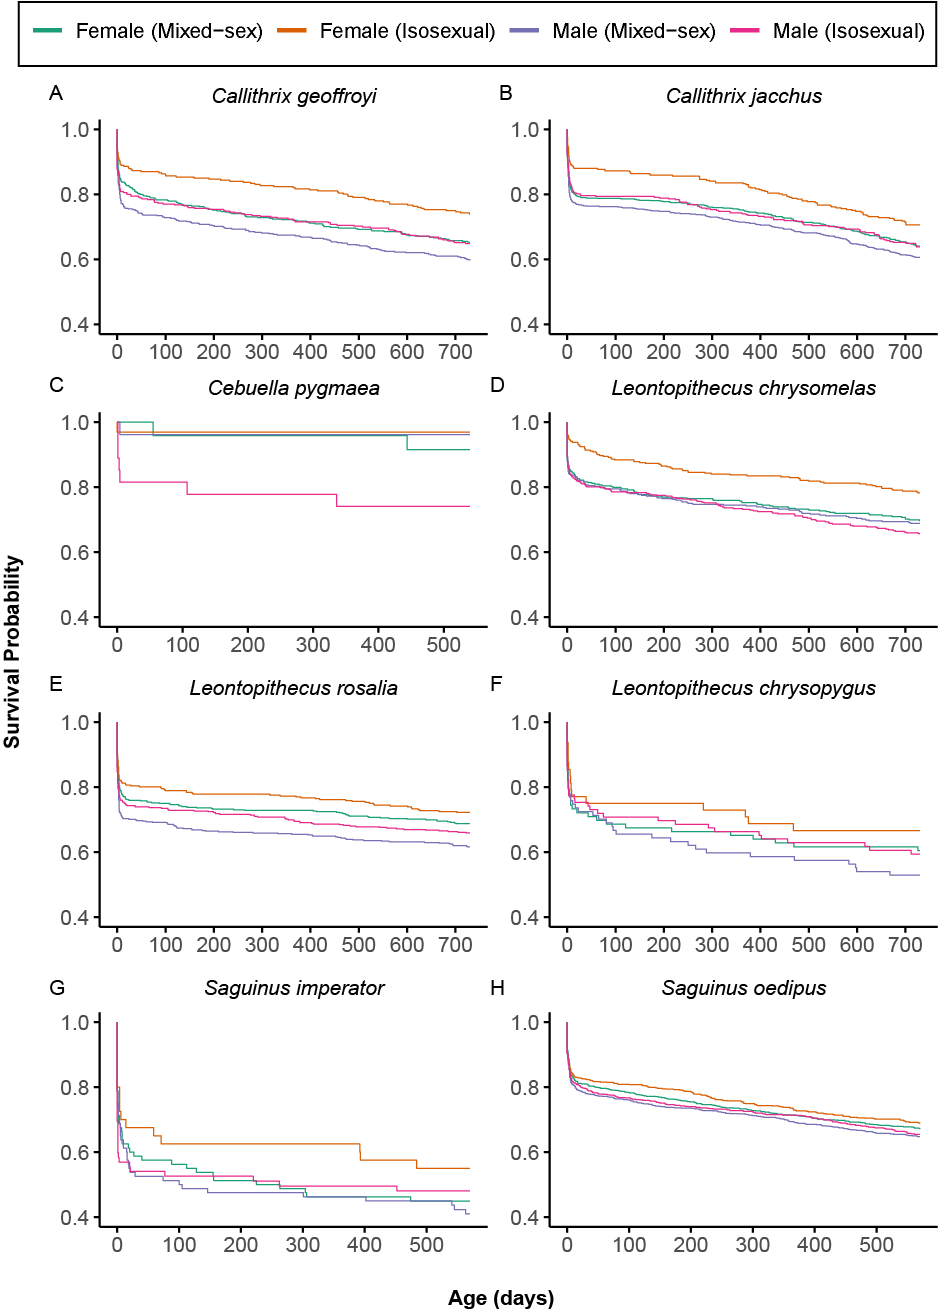 Female (Mixed−sex) Female (Isosexual) Male (Mixed−sex) Male (Isosexual)
A Callithrix geoffroyi
1.0
0.8
0.6
0.4
0 100 200 300 400 500 600 700
B Callithrix jacchus
1.0
0.8
0.6
0.4
0 100 200 300 400 500 600 700
C Cebuella pygmaea
1.0
0.8
0.6
0.4
0 100 200 300 400 500
D Leontopithecus chrysomelas
1.0
0.8
0.6
0.4
0 100 200 300 400 500 600 700
Survival Probability
E Leontopithecus rosalia
1.0
0.8
0.6
0.4
0 100 200 300 400 500 600 700
F Leontopithecus chrysopygus
1.0
0.8
0.6
0.4
0 100 200 300 400 500 600 700
G Saguinus imperator
1.0
0.8
0.6
0.4
0 100 200 300 400 500
H Saguinus oedipus
1.0
0.8
0.6
0.4
0 100 200 300 400 500
Age (days)